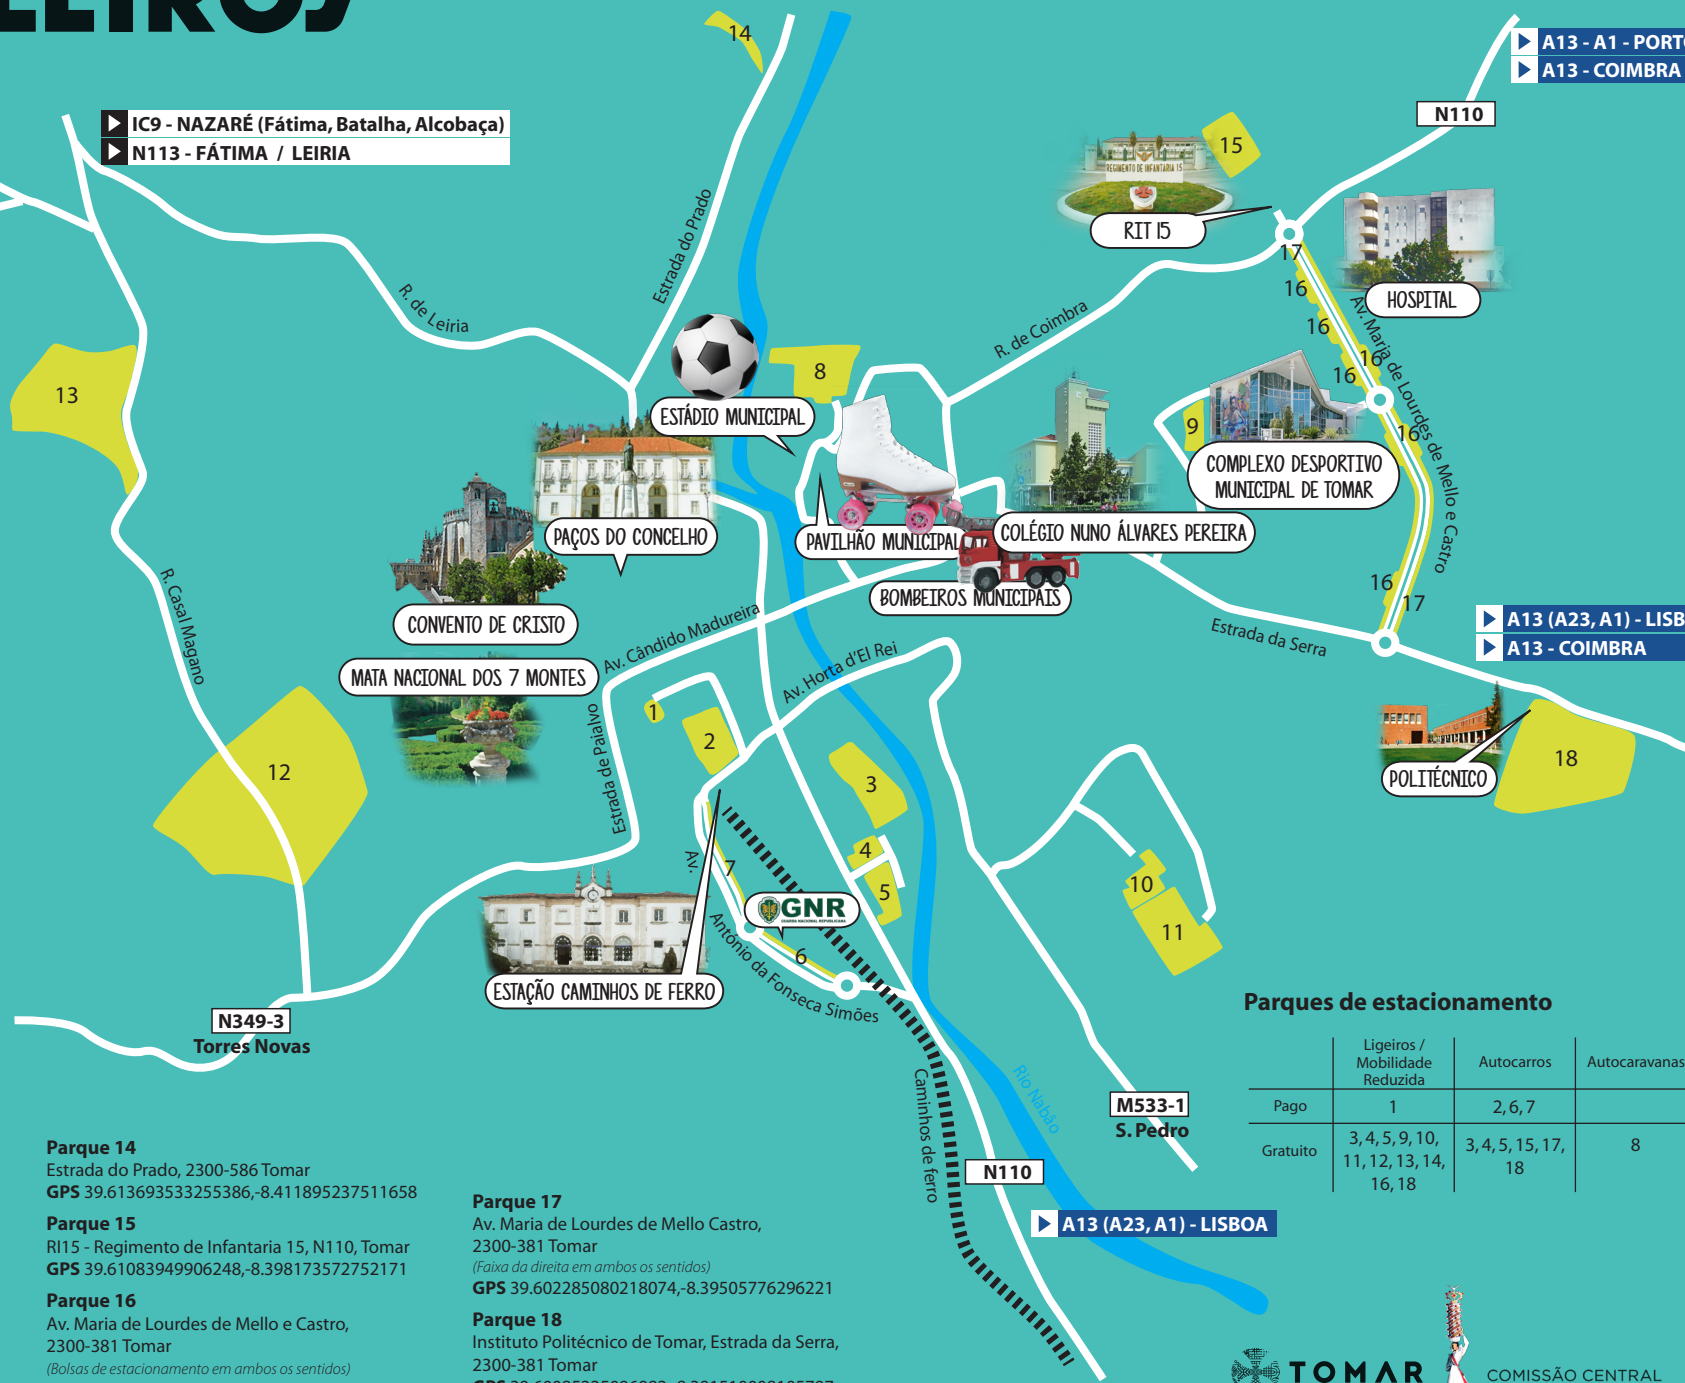 LEIROS
14
A13 - A1 - PORTO
A13 - COIMBRA
N110
IC9 - NAZARÉ (Fátima, Batalha, Alcobaça)
N113 - FÁTIMA / LEIRIA
15
REGIMENTO DE INFANTARIA 15
RIT 15
Estrada do Prado
R. de Leiria
17
16
HOSPITAL
16
R. de Coimbra
Av. Maria de Lourdes de Mello e Castro
16
16
13
8
ESTÁDIO MUNICIPAL
9
16
COMPLEXO DESPORTIVO
MUNICIPAL DE TOMAR
PAÇOS DO CONCELHO
PAVILHÃO MUNICIPAL
COLÉGIO NUNO ÁLVARES PEREIRA
BOMBEIROS MUNICIPAIS
16
17
R. Casal Magano
CONVENTO DE CRISTO
Av. Cândido Madureira
Estrada da Serra
A13 (A23, A1) - LISB
A13 - COIMBRA
MATA NACIONAL DOS 7 MONTES
Av. Horta d'El Rei
1
2
Estrada de Paialvo
12
3
18
POLITÉCNICO
4
7
5
10
11
GNR
GUARDA NACIONAL REPUBLICANA
6
Av. António da Fonseca Simões
ESTAÇÃO CAMINHOS DE FERRO
N349-3
Torres Novas
Caminhos de ferro
Rio Nabão
M533-1
S. Pedro
N110
A13 (A23, A1) - LISBOA
Parques de estacionamento
Ligeiros /
Mobilidade
Reduzida
Autocarros
Autocaravanas
Pago
1
2, 6, 7
Gratuito
3, 4, 5, 9, 10,
11, 12, 13, 14,
16, 18
3, 4, 5, 15, 17,
18
8
Parque 14
Estrada do Prado, 2300-586 Tomar
GPS 39.613693533255386,-8.411895237511658
Parque 15
RI15 - Regimento de Infantaria 15, N110, Tomar
GPS 39.61083949906248,-8.398173572752171
Parque 16
Av. Maria de Lourdes de Mello e Castro,
2300-381 Tomar
(Bolsas de estacionamento em ambos os sentidos)
Parque 17
Av. Maria de Lourdes de Mello Castro,
2300-381 Tomar
(Faixa da direita em ambos os sentidos)
GPS 39.602285080218074,-8.39505776296221
Parque 18
Instituto Politécnico de Tomar, Estrada da Serra,
2300-381 Tomar
TOMAR
COMISSÃO CENTRAL